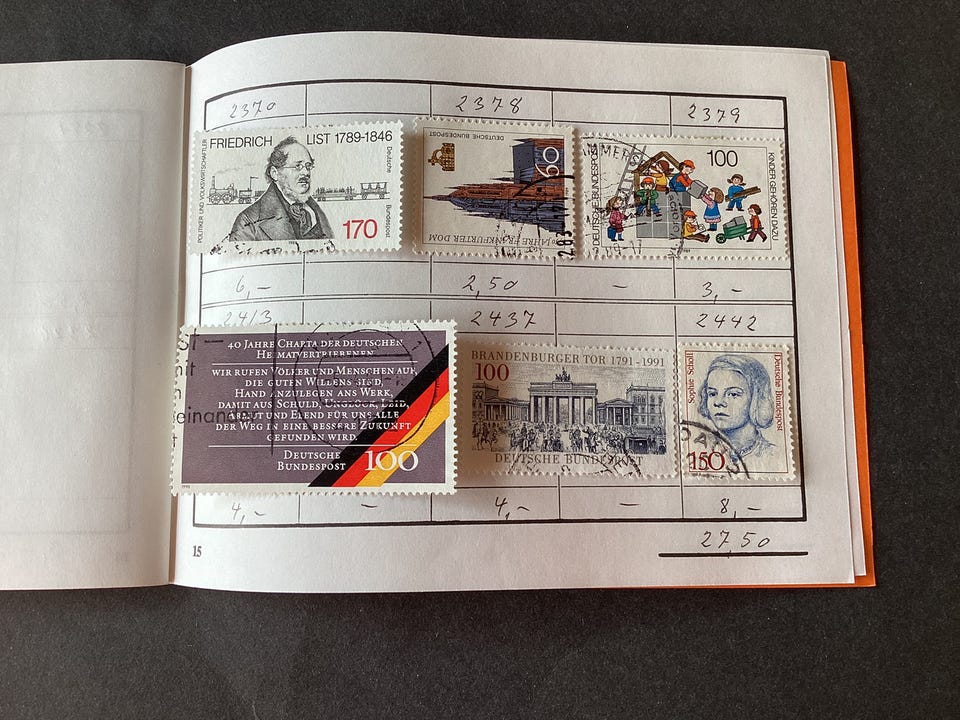 2370 2378 2379
FRIEDRICH LIST 1789-1846
POLITIKER UND VOLKSWIRTSCHAFTLER
Deutsche Bundespost
170
DEUTSCHE BUNDESPOST
60
JAHRE FRANKFURTER DOM
283
DEUTSCHE BUNDESPOST
100
KINDER GEHÖREN DAZU
6,- 2,50 - 3,-
2413 2437 2442
40 JAHRE CHARTA DER DEUTSCHEN
HEIMATVERTRIEBENEN
WIR RUFEN VÖLKER UND MENSCHEN AUF,
DIE GUTEN WILLENS SIND,
HAND ANZULEGEN ANS WERK,
DAMIT AUS SCHULD, UNGLÜCK, LEID,
ARMUT UND ELEND FÜR UNS ALLE
DER WEG IN EINE BESSERE ZUKUNFT
GEFUNDEN WIRD.
DEUTSCHE
BUNDESPOST 100
BRANDENBURGER TOR 1791-1991
100
DEUTSCHE BUNDESPOST
Sophie Scholl
Deutsche Bundespost
150
4,- - 4,- - 8,-
15
27,50